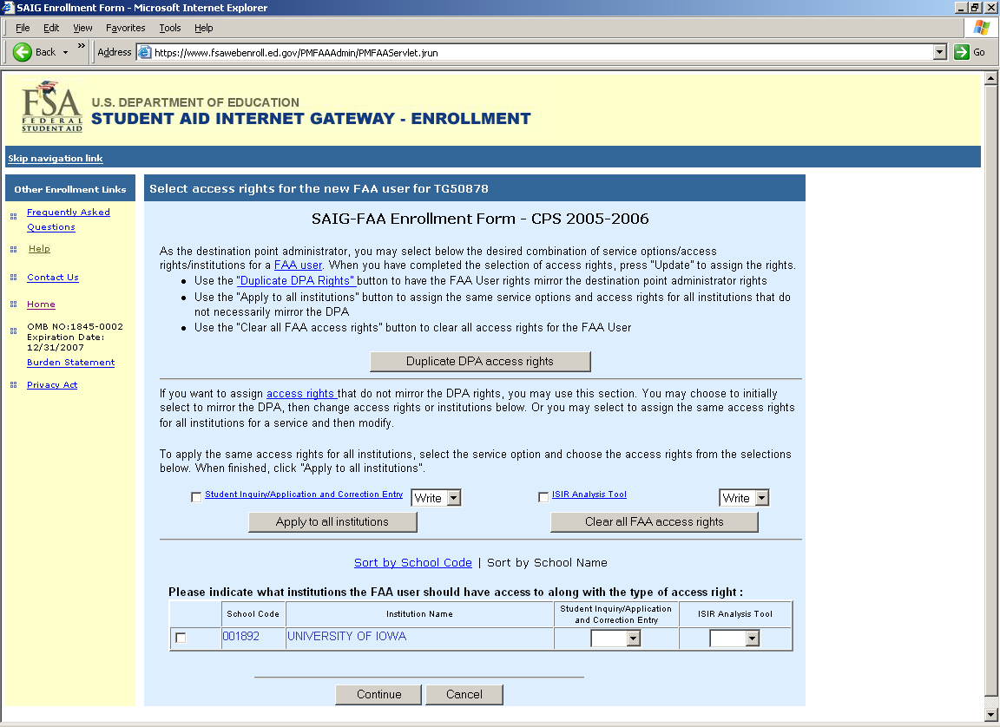 SAIG Enrollment Form - Microsoft Internet Explorer
File Edit View Favorites Tools Help
Back » Address https://www.fsawebenroll.ed.gov/PMFAAAdmin/PMFAAServlet.jrun Go
FSA
FEDERAL
STUDENT AID
U.S. DEPARTMENT OF EDUCATION
STUDENT AID INTERNET GATEWAY - ENROLLMENT
Skip navigation link
Other Enrollment Links
Frequently Asked
Questions
Help
Contact Us
Home
OMB NO:1845-0002
Expiration Date:
12/31/2007
Burden Statement
Privacy Act
Select access rights for the new FAA user for TG50878
SAIG-FAA Enrollment Form - CPS 2005-2006
As the destination point administrator, you may select below the desired combination of service options/access
rights/institutions for a FAA user. When you have completed the selection of access rights, press "Update" to assign the rights.
• Use the "Duplicate DPA Rights" button to have the FAA User rights mirror the destination point administrator rights
• Use the "Apply to all institutions" button to assign the same service options and access rights for all institutions that do
not necessarily mirror the DPA
• Use the "Clear all FAA access rights" button to clear all access rights for the FAA User
Duplicate DPA access rights
If you want to assign access rights that do not mirror the DPA rights, you may use this section. You may choose to initially
select to mirror the DPA, then change access rights or institutions below. Or you may select to assign the same access rights
for all institutions for a service and then modify.
To apply the same access rights for all institutions, select the service option and choose the access rights from the selections
below. When finished, click "Apply to all institutions".
Student Inquiry/Application and Correction Entry Write ISIR Analysis Tool Write
Apply to all institutions Clear all FAA access rights
Sort by School Code | Sort by School Name
Please indicate what institutions the FAA user should have access to along with the type of access right :
School Code Institution Name Student Inquiry/Application and Correction Entry ISIR Analysis Tool
001892 UNIVERSITY OF IOWA
Continue Cancel